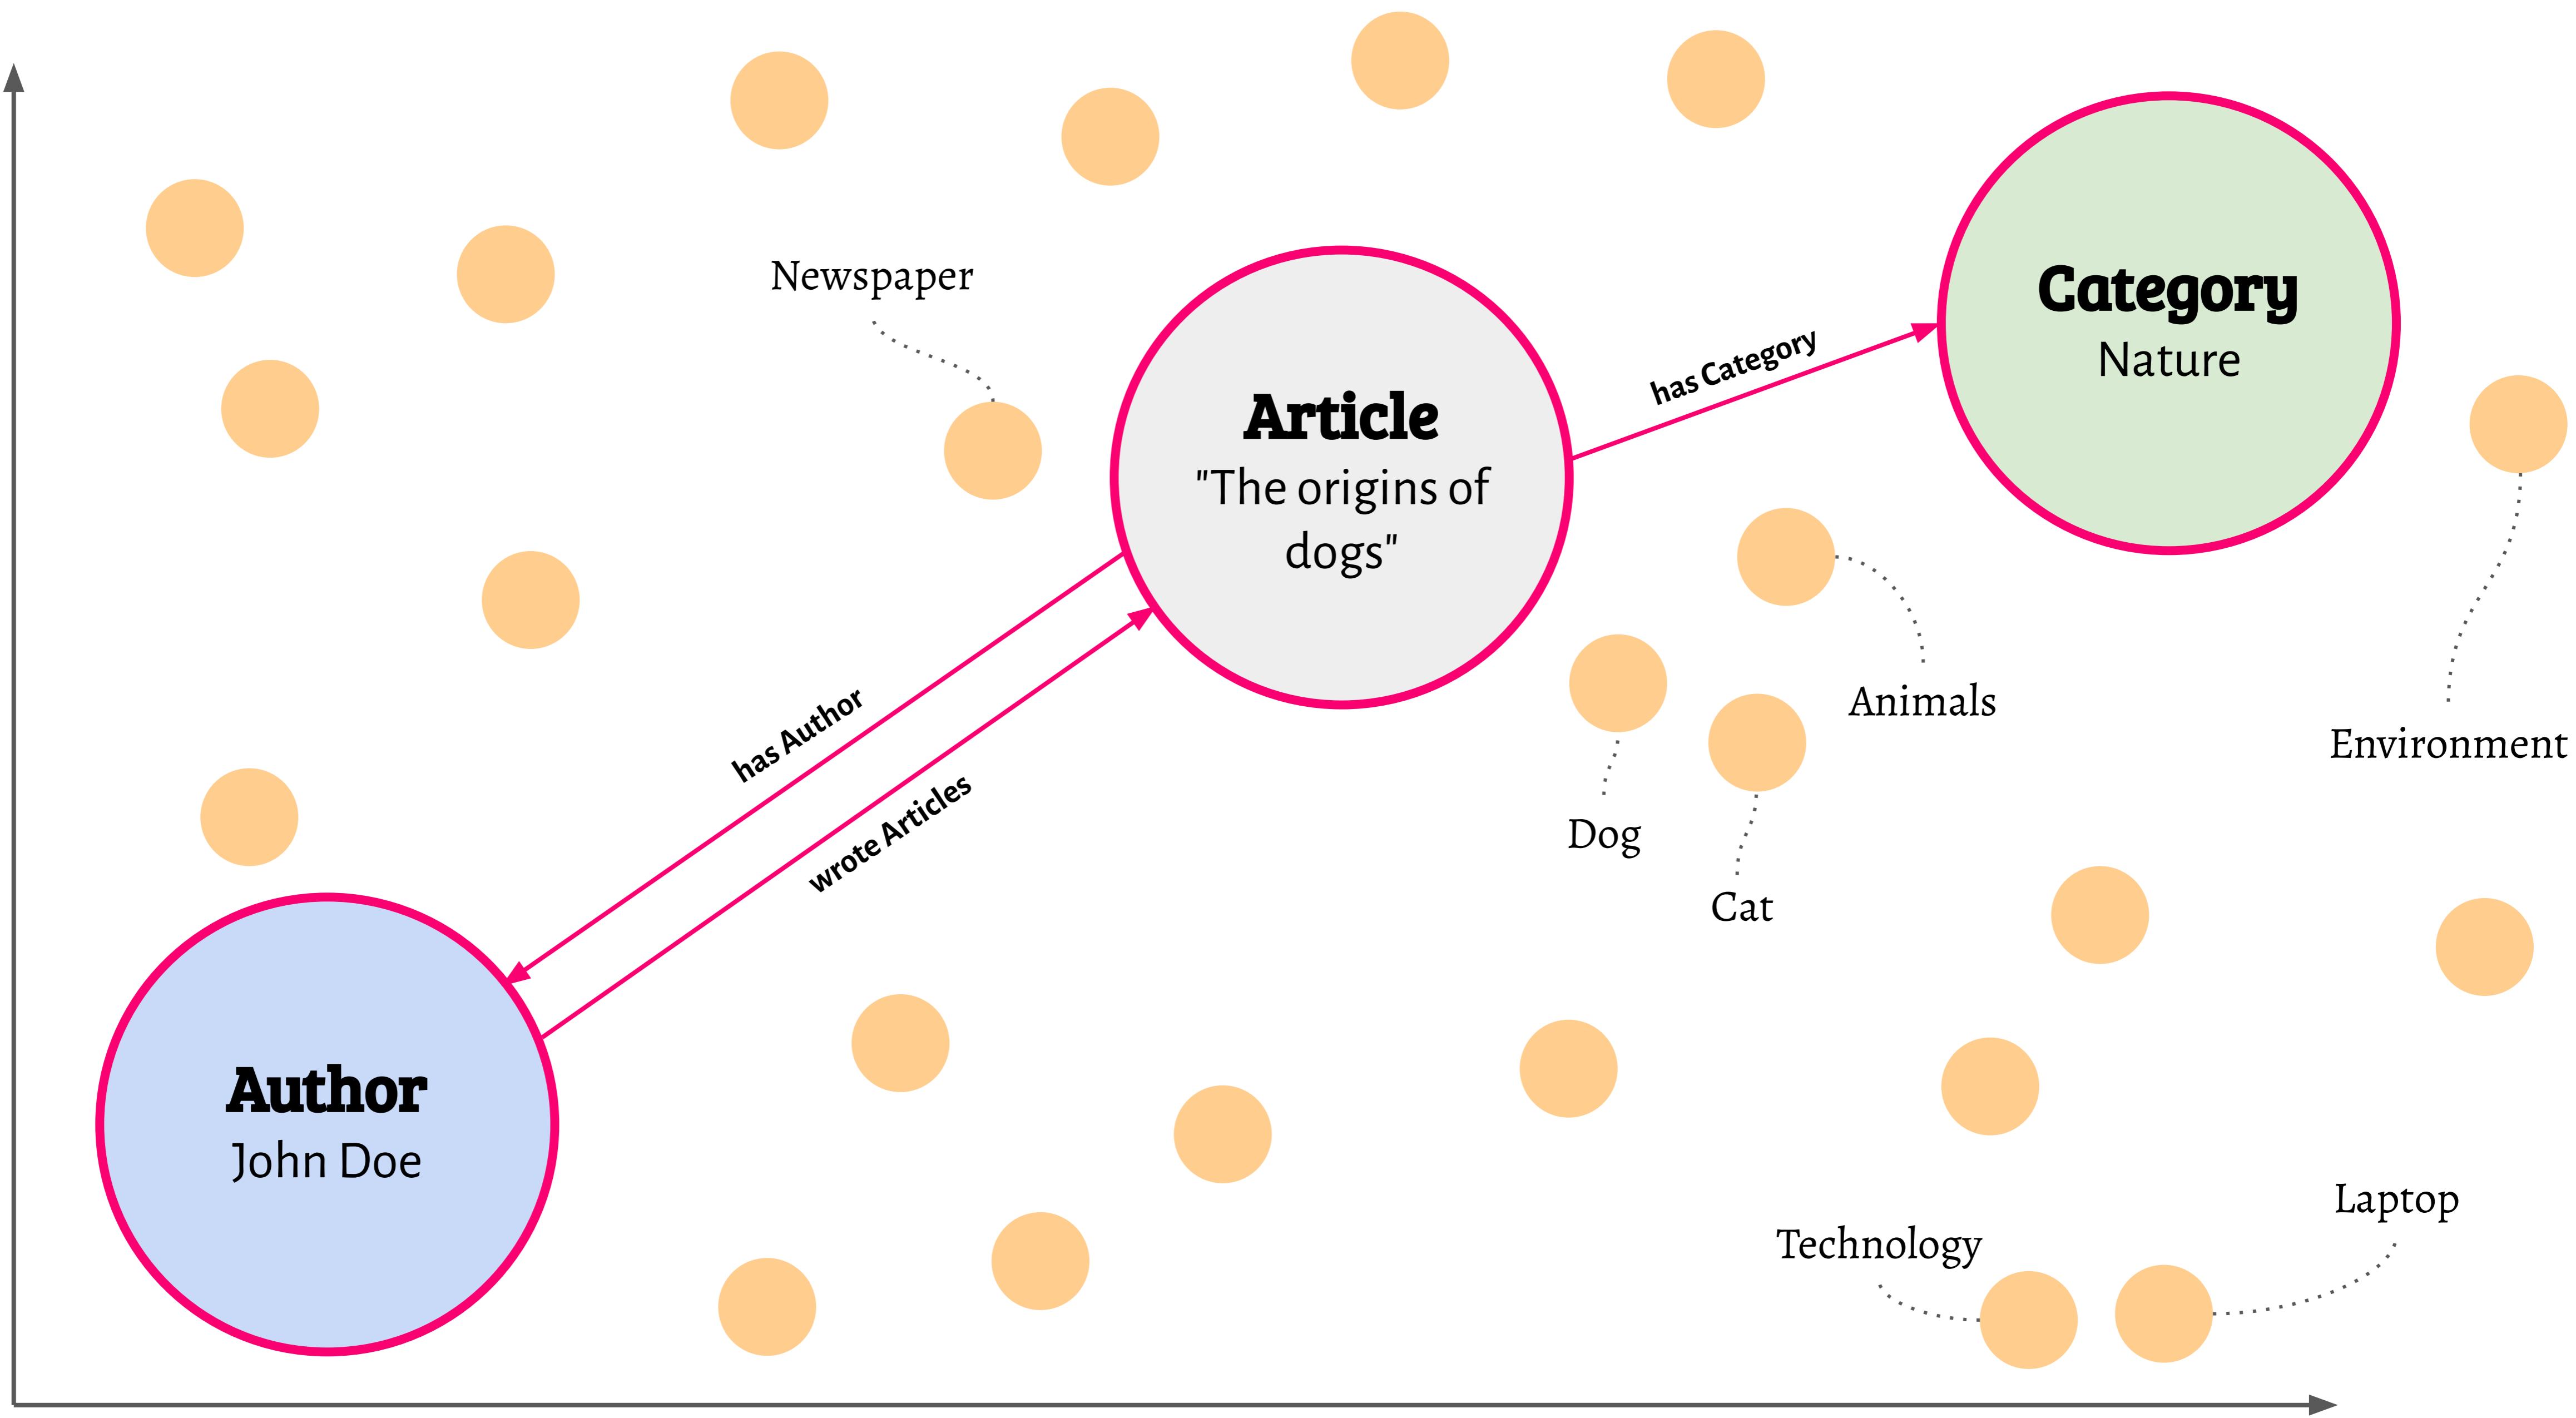 Newspaper
Category
Nature
has Category
Article
"The origins of
dogs"
Animals
Environment
has Author
wrote Articles
Dog
Cat
Author
John Doe
Laptop
Technology